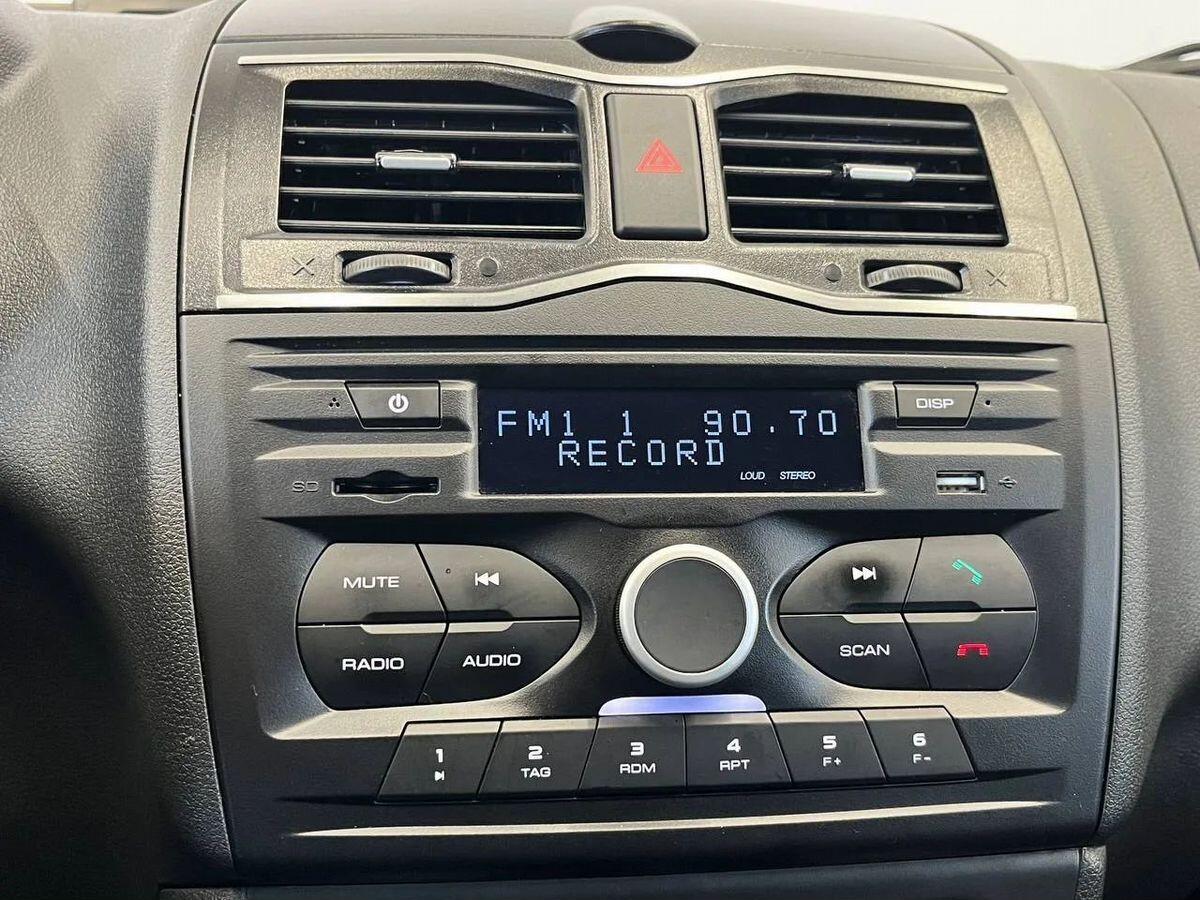 DISP
FM1 1 90.70
RECORD
LOUD STEREO
SD
MUTE
RADIO
AUDIO
SCAN
1
2
TAG
3
RDM
4
RPT
5
F+
6
F-